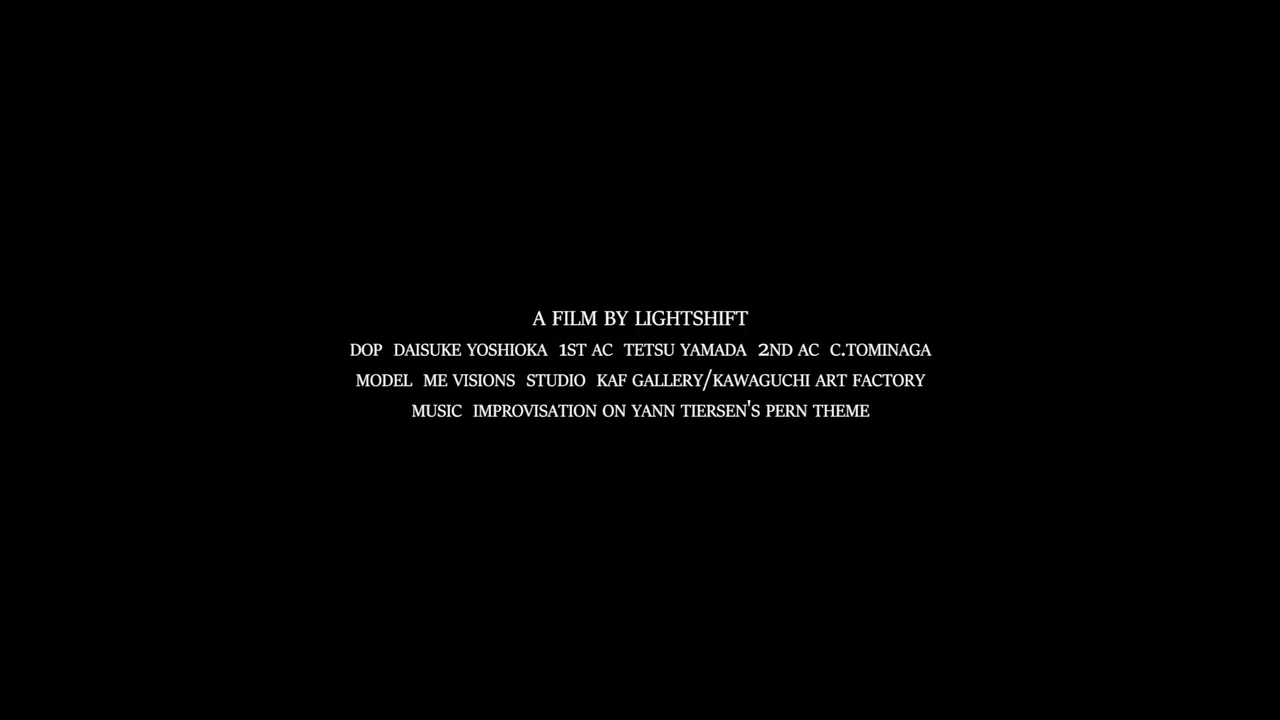 A FILM BY LIGHTSHIFT
DOP DAISUKE YOSHIOKA 1ST AC TETSU YAMADA 2ND AC C.TOMINAGA
MODEL ME VISIONS STUDIO KAF GALLERY/KAWAGUCHI ART FACTORY
MUSIC IMPROVISATION ON YANN TIERSEN'S PERN THEME